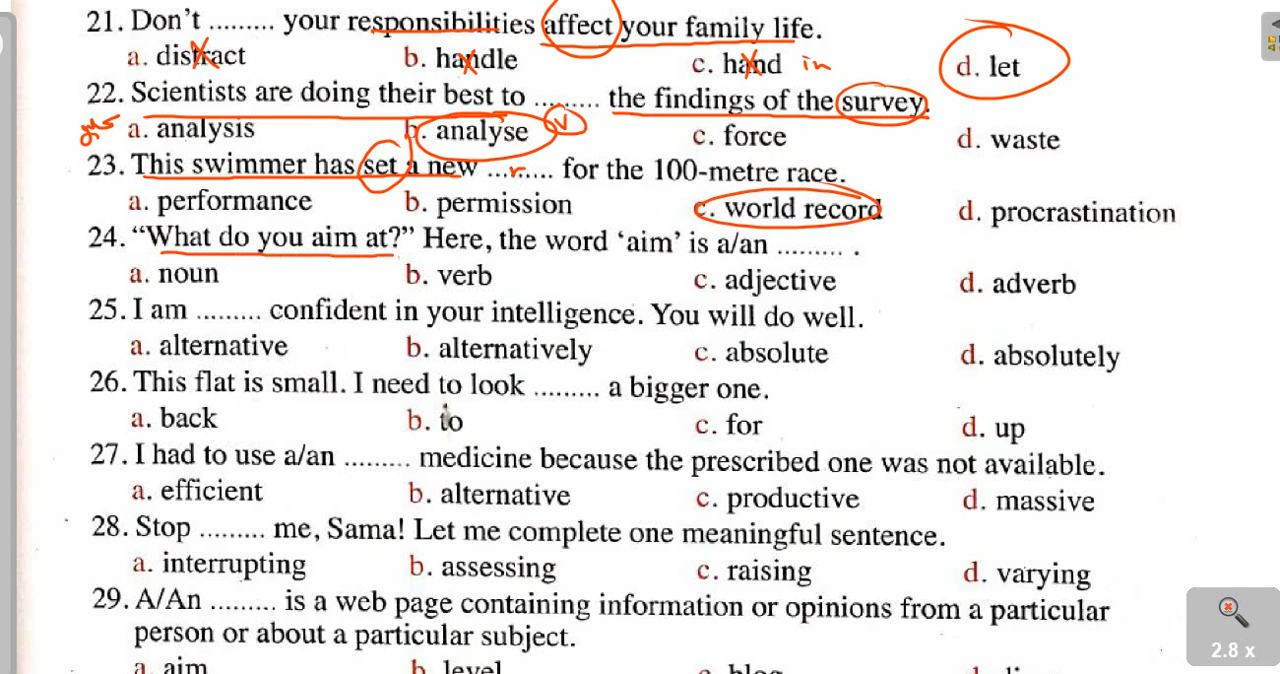 21. Don't ......... your responsibilities affect your family life.
a. distract b. handle c. hand in d. let
22. Scientists are doing their best to ......... the findings of the survey.
a. analysis b. analyse v c. force d. waste
23. This swimmer has set a new ...r...... for the 100-metre race.
a. performance b. permission c. world record d. procrastination
24. “What do you aim at?” Here, the word ‘aim’ is a/an ......... .
a. noun b. verb c. adjective d. adverb
25. I am ......... confident in your intelligence. You will do well.
a. alternative b. alternatively c. absolute d. absolutely
26. This flat is small. I need to look ......... a bigger one.
a. back b. to c. for d. up
27. I had to use a/an ......... medicine because the prescribed one was not available.
a. efficient b. alternative c. productive d. massive
28. Stop ......... me, Sama! Let me complete one meaningful sentence.
a. interrupting b. assessing c. raising d. varying
29. A/An ......... is a web page containing information or opinions from a particular
person or about a particular subject.
a. aim b. level c. blog d.
2.8 x